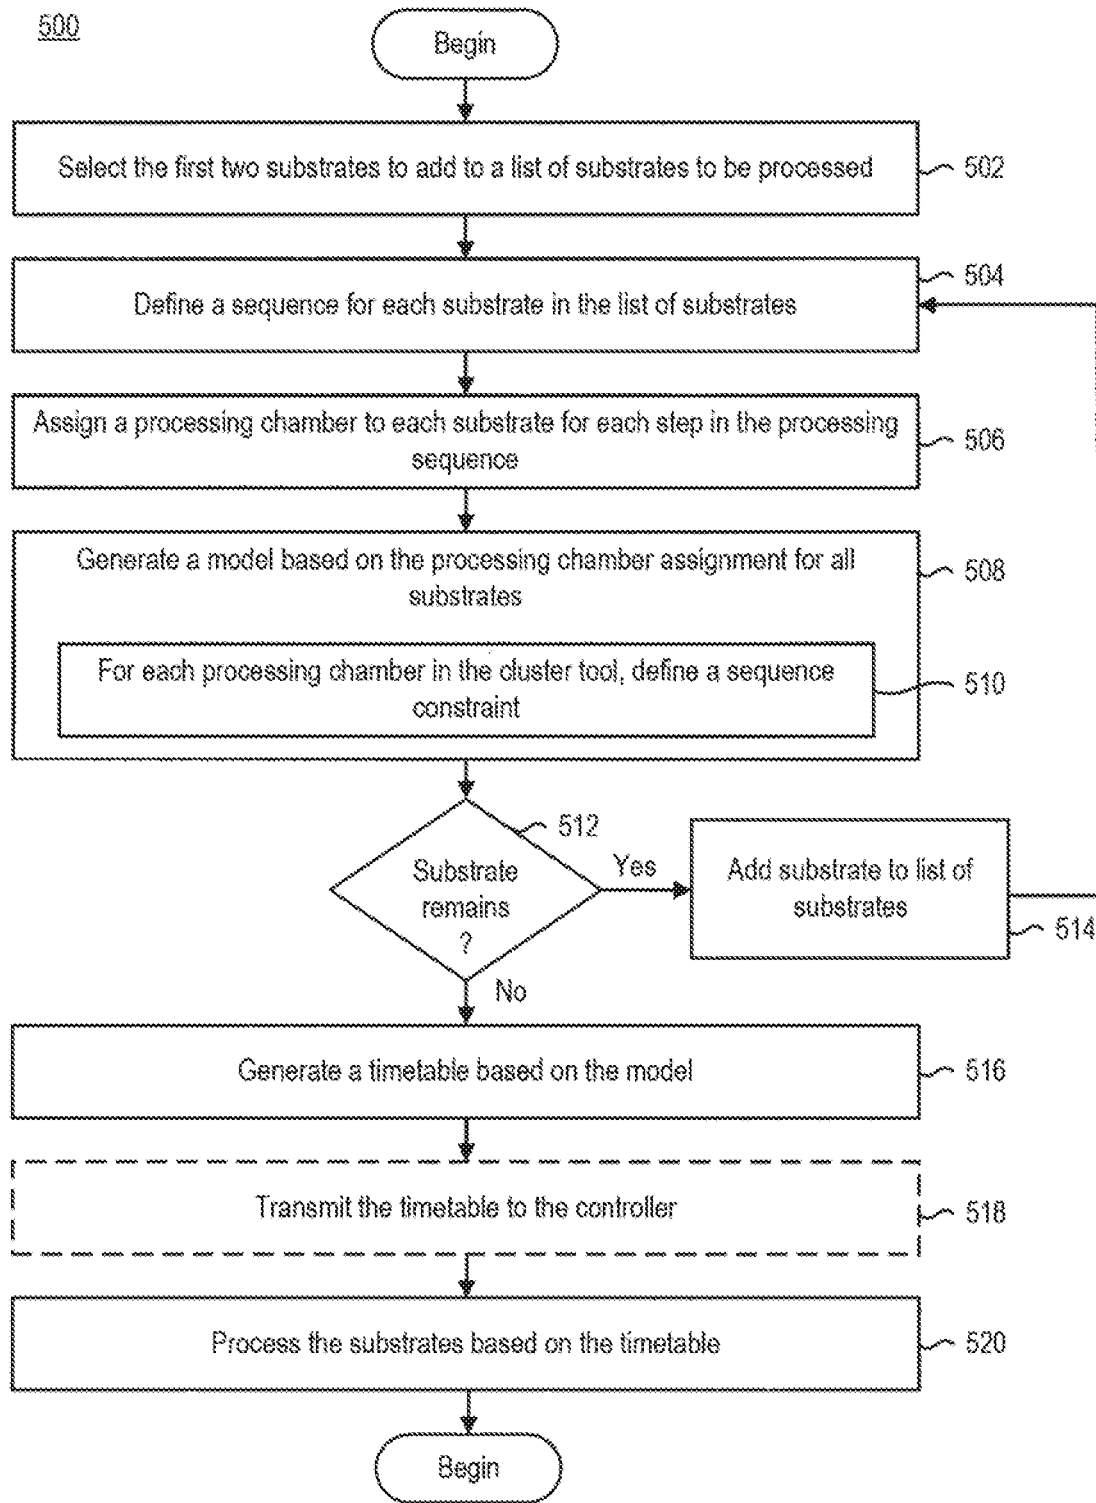 500
Begin
Select the first two substrates to add to a list of substrates to be processed
502
Define a sequence for each substrate in the list of substrates
504
Assign a processing chamber to each substrate for each step in the processing
sequence
506
Generate a model based on the processing chamber assignment for all
substrates
508
For each processing chamber in the cluster tool, define a sequence
constraint
510
512
Substrate
remains
?
Yes
Add substrate to list of
substrates
514
No
Generate a timetable based on the model
516
Transmit the timetable to the controller
518
Process the substrates based on the timetable
520
Begin